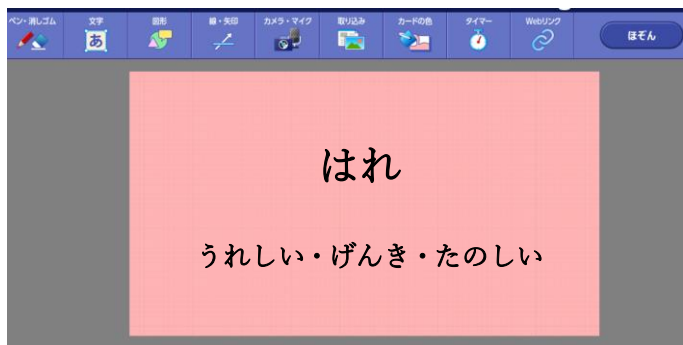 ペン・消しゴム
文字
図形
線・矢印
カメラ・マイク
取り込み
カードの色
タイマー
Webリンク
ほぞん
あ
はれ
うれしい・げんき・たのしい